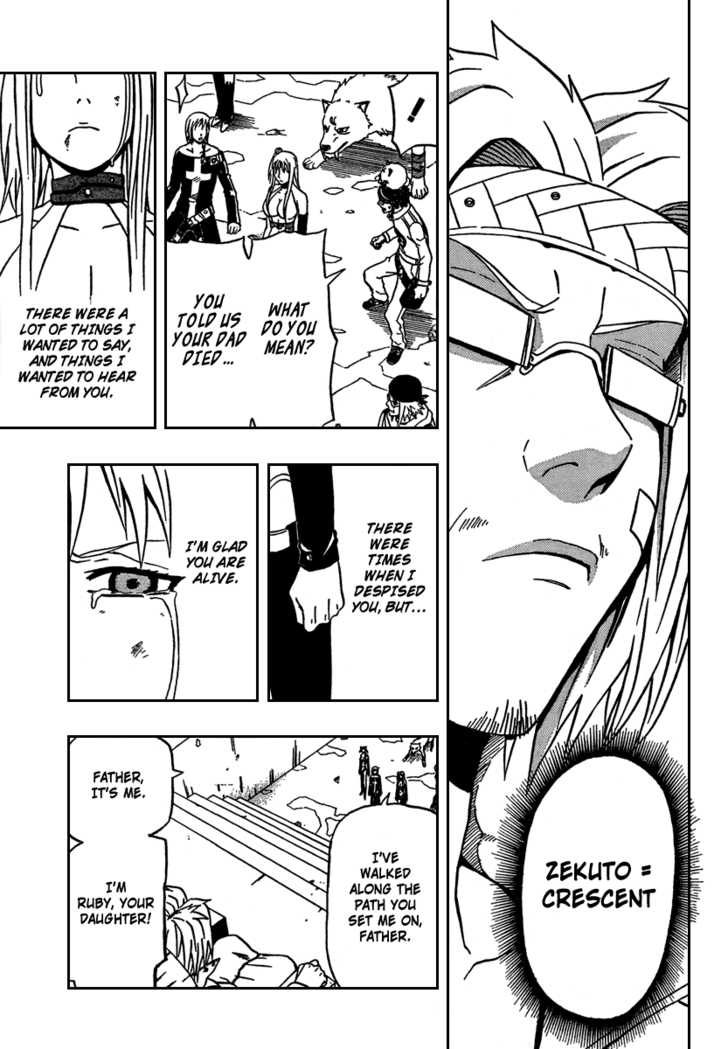 ZEKUTO =
CRESCENT
!
WHAT
DO YOU
MEAN?
YOU
TOLD US
YOUR DAD
DIED...
THERE WERE A
LOT OF THINGS I
WANTED TO SAY,
AND THINGS I
WANTED TO HEAR
FROM YOU.
THERE
WERE
TIMES
WHEN I
DESPISED
YOU, BUT...
I'M GLAD
YOU ARE
ALIVE.
I'VE
WALKED
ALONG THE
PATH YOU
SET ME ON,
FATHER.
FATHER,
IT'S ME.
I'M
RUBY, YOUR
DAUGHTER!